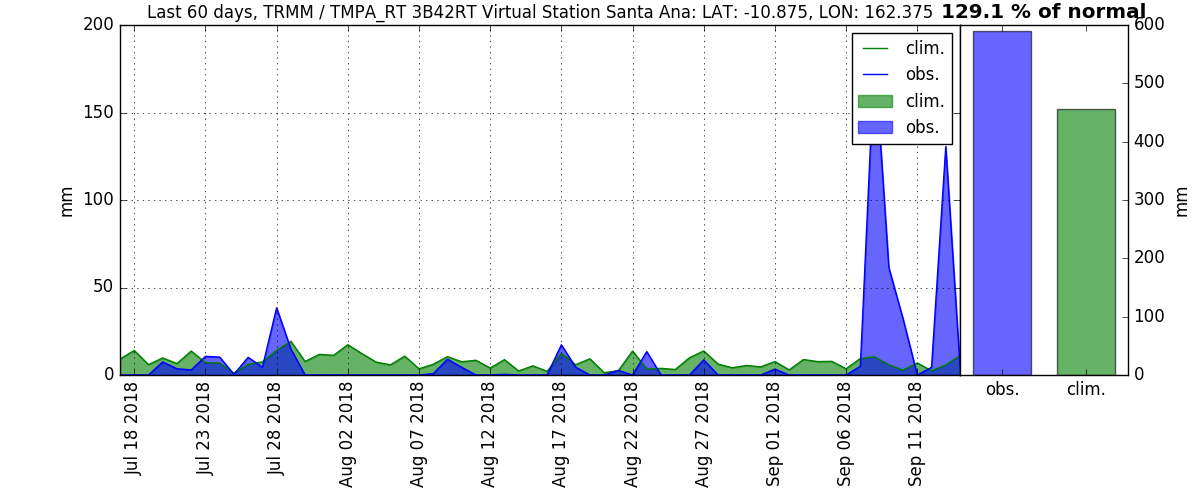 Last 60 days, TRMM / TMPA_RT 3B42RT Virtual Station Santa Ana: LAT: -10.875, LON: 162.375 129.1 % of normal
200
150
100
50
0
mm
clim.
obs.
clim.
obs.
600
500
400
300
200
100
0
mm
obs.
clim.
Jul 18 2018
Jul 23 2018
Jul 28 2018
Aug 02 2018
Aug 07 2018
Aug 12 2018
Aug 17 2018
Aug 22 2018
Aug 27 2018
Sep 01 2018
Sep 06 2018
Sep 11 2018